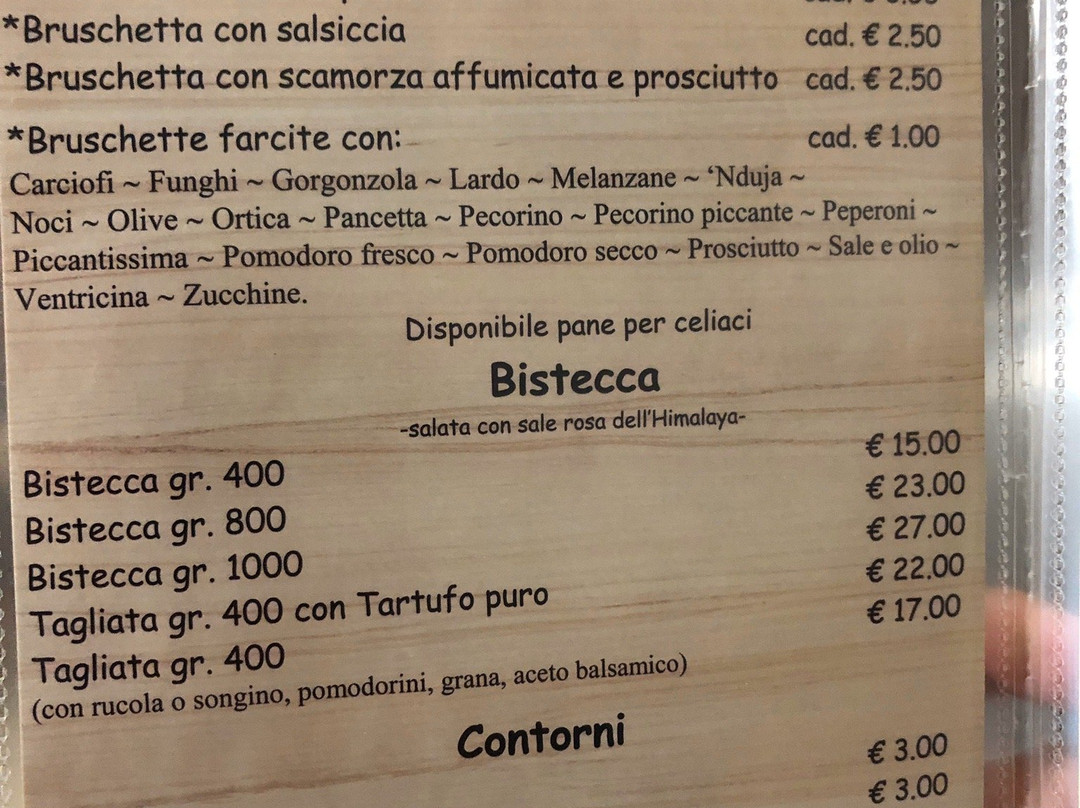 *Bruschetta con salsiccia cad. € 2.50
*Bruschetta con scamorza affumicata e prosciutto cad. € 2.50
*Bruschette farcite con: cad. € 1.00
Carciofi ~ Funghi ~ Gorgonzola ~ Lardo ~ Melanzane ~ ‘Nduja ~
Noci ~ Olive ~ Ortica ~ Pancetta ~ Pecorino ~ Pecorino piccante ~ Peperoni ~
Piccantissima ~ Pomodoro fresco ~ Pomodoro secco ~ Prosciutto ~ Sale e olio ~
Ventricina ~ Zucchine.
Disponibile pane per celiaci
Bistecca
-salata con sale rosa dell'Himalaya-
Bistecca gr. 400 € 15.00
Bistecca gr. 800 € 23.00
Bistecca gr. 1000 € 27.00
Tagliata gr. 400 con Tartufo puro € 22.00
Tagliata gr. 400 € 17.00
(con rucola o songino, pomodorini, grana, aceto balsamico)
Contorni
€ 3.00
€ 3.00